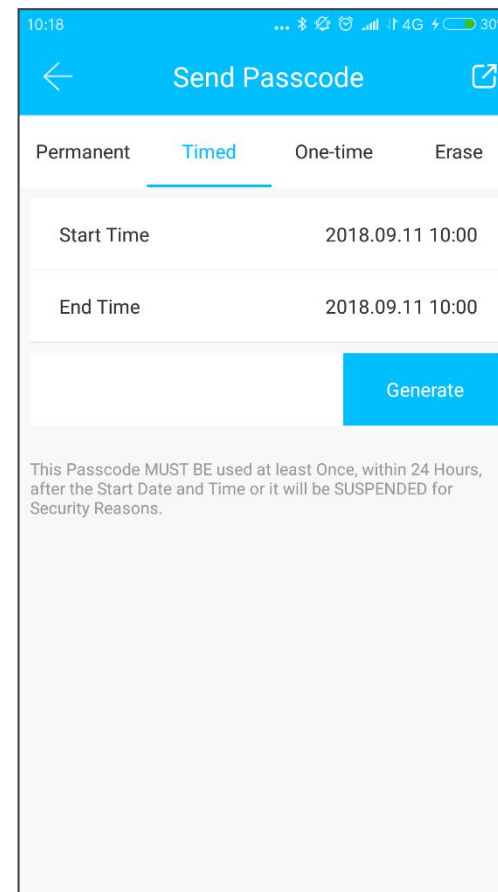 10:18 ... 4G 30%
Send Passcode
Permanent Timed One-time Erase
Start Time 2018.09.11 10:00
End Time 2018.09.11 10:00
Generate
This Passcode MUST BE used at least Once, within 24 Hours,
after the Start Date and Time or it will be SUSPENDED for
Security Reasons.